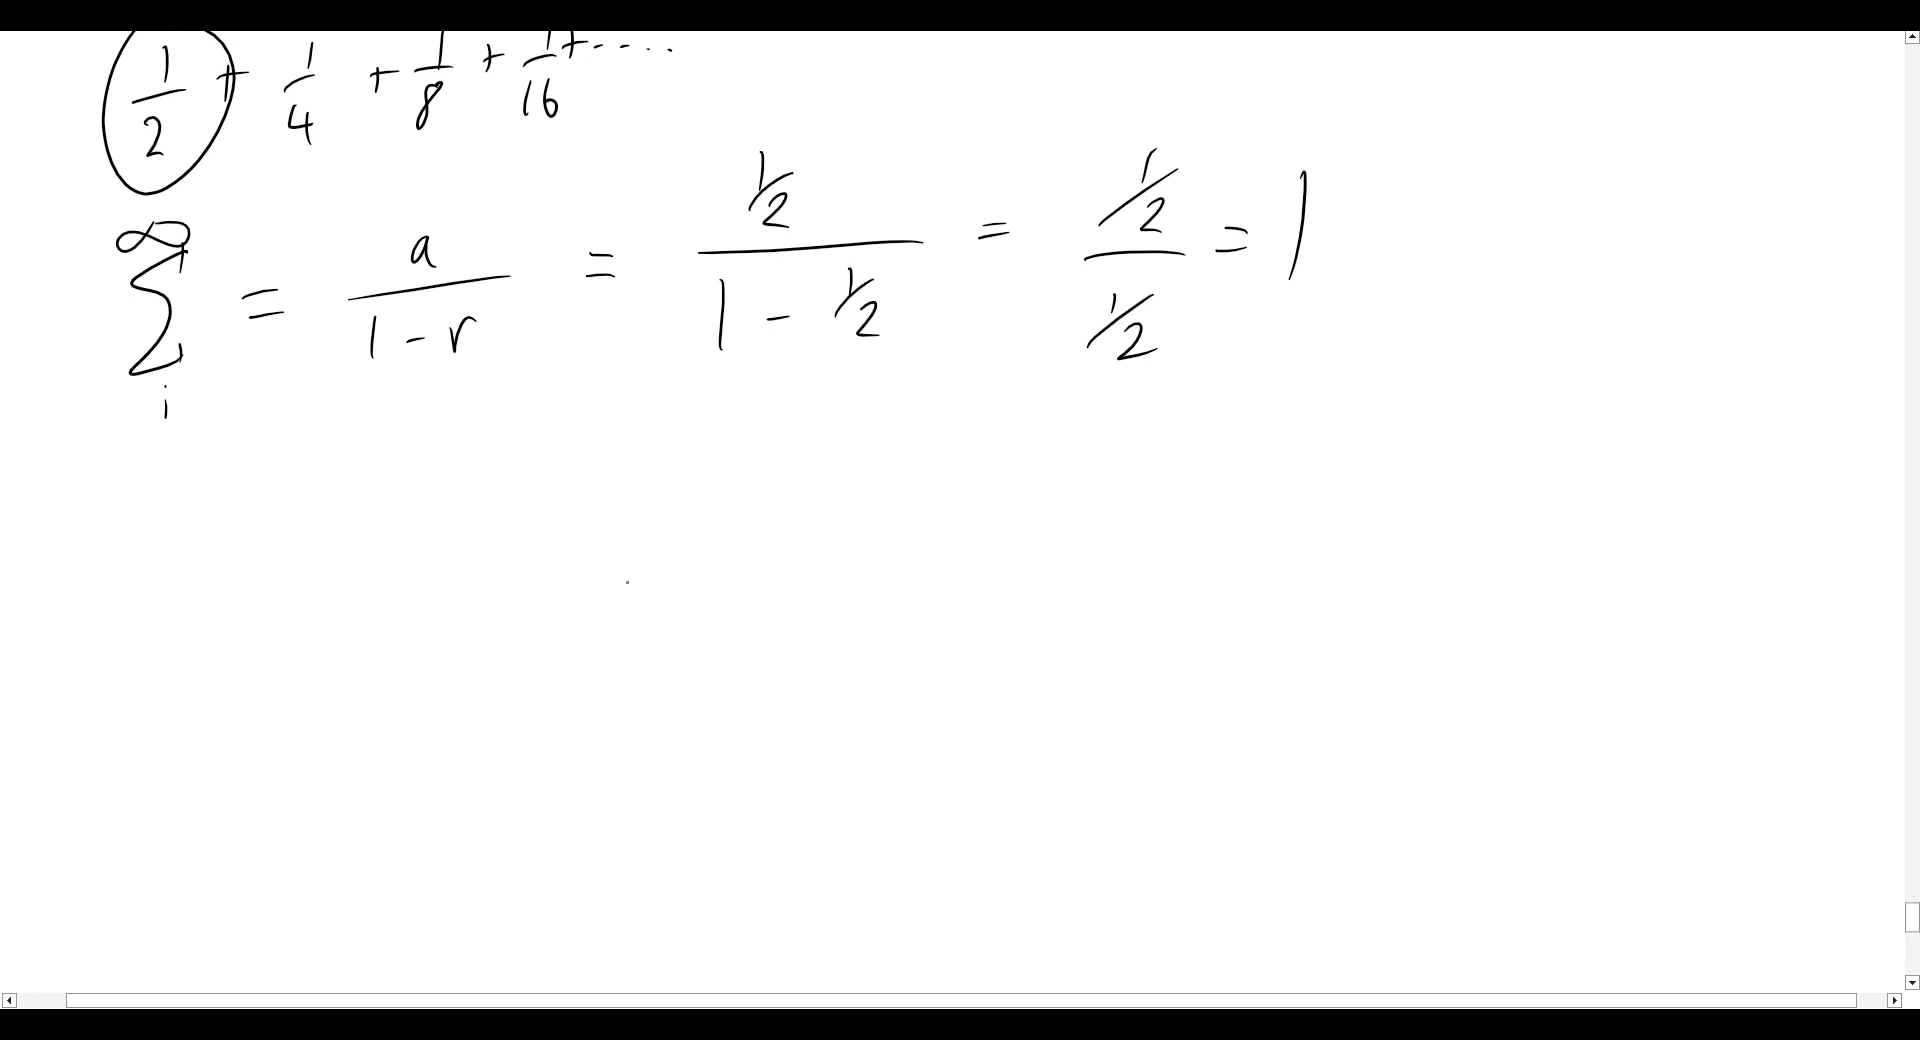 1/2 + 1/4 + 1/8 + 1/16 + -- - . .
∞
∑ = a/(1-r) = ½/(1 - ½) = ½/½ = 1
i